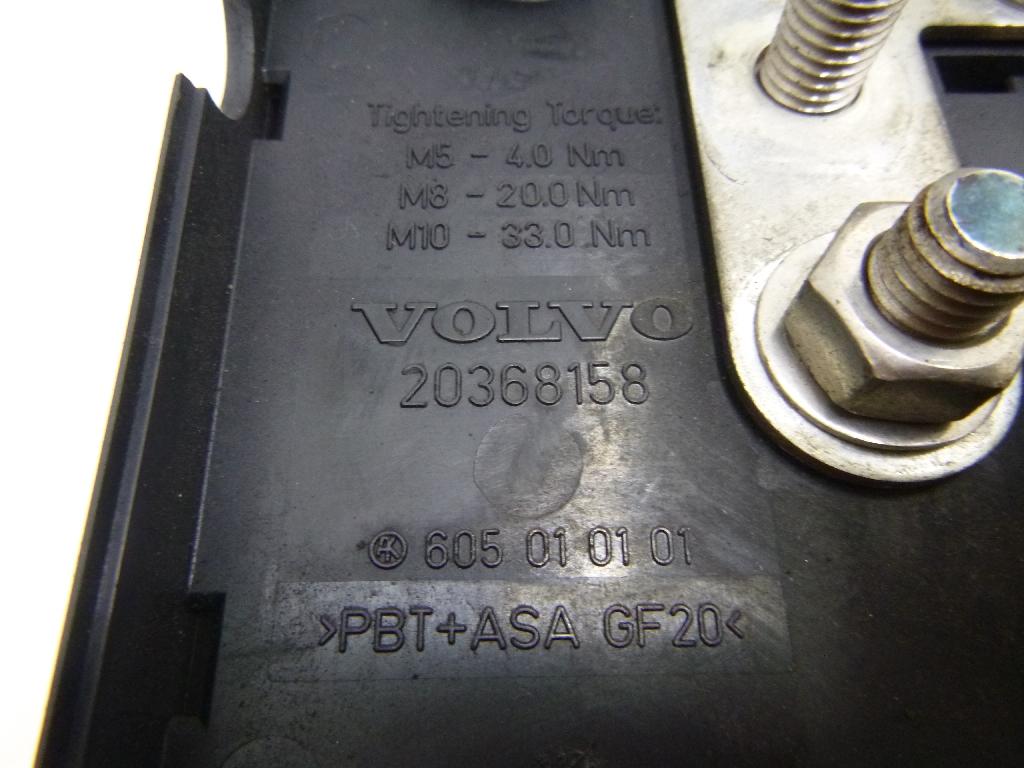 Tightening Torque:
M5 - 4.0 Nm
M8 - 20.0 Nm
M10 - 33.0 Nm
VOLVO
20368158
605 01 01 01
>PBT+ASA GF20<